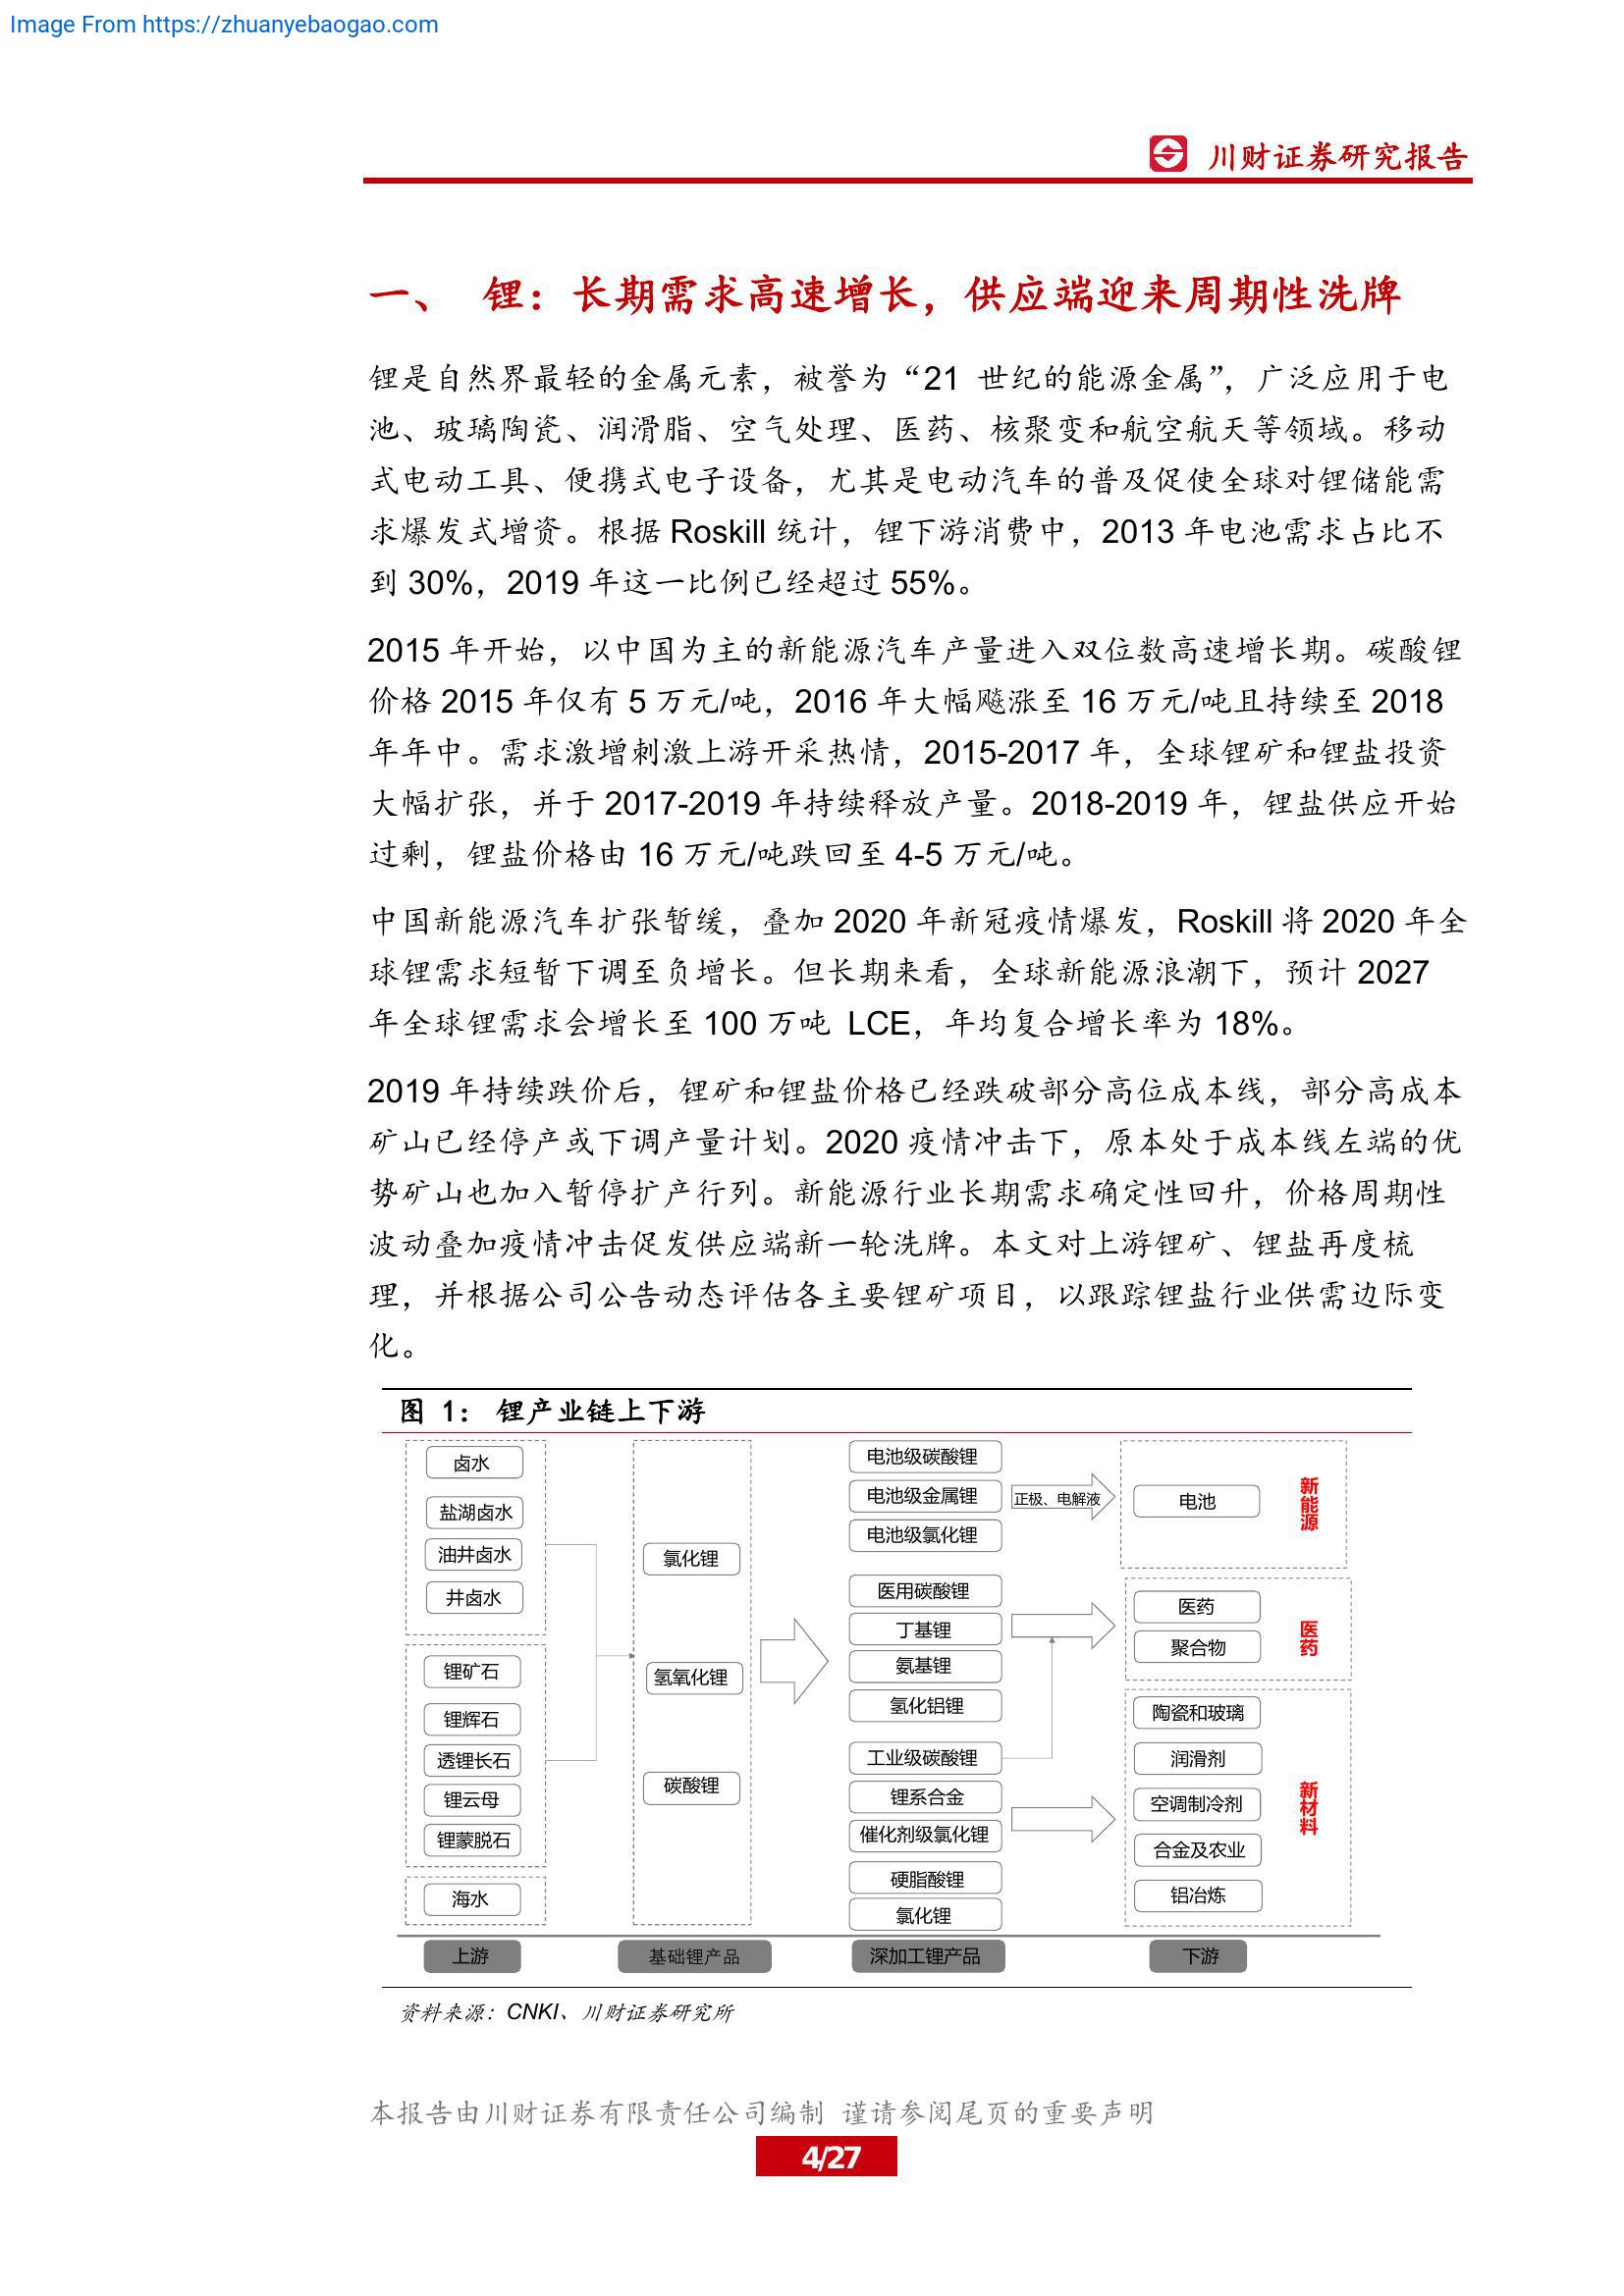 Image From https://zhuanyebaogao.com
川财证券研究报告
一、 锂：长期需求高速增长，供应端迎来周期性洗牌
锂是自然界最轻的金属元素，被誉为“21 世纪的能源金属”，广泛应用于电
池、玻璃陶瓷、润滑脂、空气处理、医药、核聚变和航空航天等领域。移动
式电动工具、便携式电子设备，尤其是电动汽车的普及促使全球对锂储能需
求爆发式增资。根据 Roskill 统计，锂下游消费中，2013 年电池需求占比不
到 30%，2019 年这一比例已经超过 55%。
2015 年开始，以中国为主的新能源汽车产量进入双位数高速增长期。碳酸锂
价格 2015 年仅有 5 万元/吨，2016 年大幅飚涨至 16 万元/吨且持续至 2018
年年中。需求激增刺激上游开采热情，2015-2017 年，全球锂矿和锂盐投资
大幅扩张，并于 2017-2019 年持续释放产量。2018-2019 年，锂盐供应开始
过剩，锂盐价格由 16 万元/吨跌回至 4-5 万元/吨。
中国新能源汽车扩张暂缓，叠加 2020 年新冠疫情爆发，Roskill 将 2020 年全
球锂需求短暂下调至负增长。但长期来看，全球新能源浪潮下，预计 2027
年全球锂需求会增长至 100 万吨 LCE，年均复合增长率为 18%。
2019 年持续跌价后，锂矿和锂盐价格已经跌破部分高位成本线，部分高成本
矿山已经停产或下调产量计划。2020 疫情冲击下，原本处于成本线左端的优
势矿山也加入暂停扩产行列。新能源行业长期需求确定性回升，价格周期性
波动叠加疫情冲击促发供应端新一轮洗牌。本文对上游锂矿、锂盐再度梳
理，并根据公司公告动态评估各主要锂矿项目，以跟踪锂盐行业供需边际变
化。
图 1： 锂产业链上下游
卤水
盐湖卤水
油井卤水
井卤水
锂矿石
锂辉石
透锂长石
锂云母
锂蒙脱石
海水
上游
氯化锂
氢氧化锂
碳酸锂
基础锂产品
电池级碳酸锂
电池级金属锂
电池级氯化锂
医用碳酸锂
丁基锂
氨基锂
氢化铝锂
工业级碳酸锂
锂系合金
催化剂级氯化锂
硬脂酸锂
氯化锂
深加工锂产品
正极、电解液
电池
新能源
医药
聚合物
医药
陶瓷和玻璃
润滑剂
空调制冷剂
合金及农业
铝冶炼
新材料
下游
资料来源：CNKI、川财证券研究所
本报告由川财证券有限责任公司编制 谨请参阅尾页的重要声明
4/27